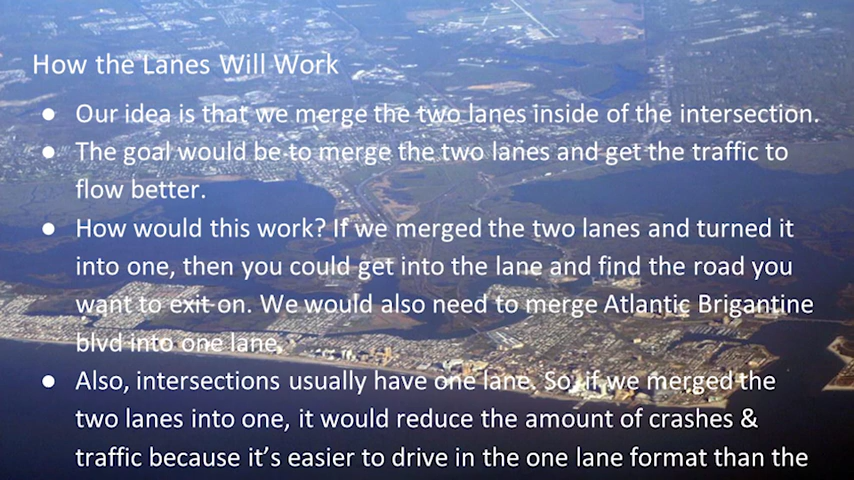 How the Lanes Will Work
● Our idea is that we merge the two lanes inside of the intersection.
● The goal would be to merge the two lanes and get the traffic to
flow better.
● How would this work? If we merged the two lanes and turned it
into one, then you could get into the lane and find the road you
want to exit on. We would also need to merge Atlantic Brigantine
blvd into one lane.
● Also, intersections usually have one lane. So, if we merged the
two lanes into one, it would reduce the amount of crashes &
traffic because it’s easier to drive in the one lane format than the